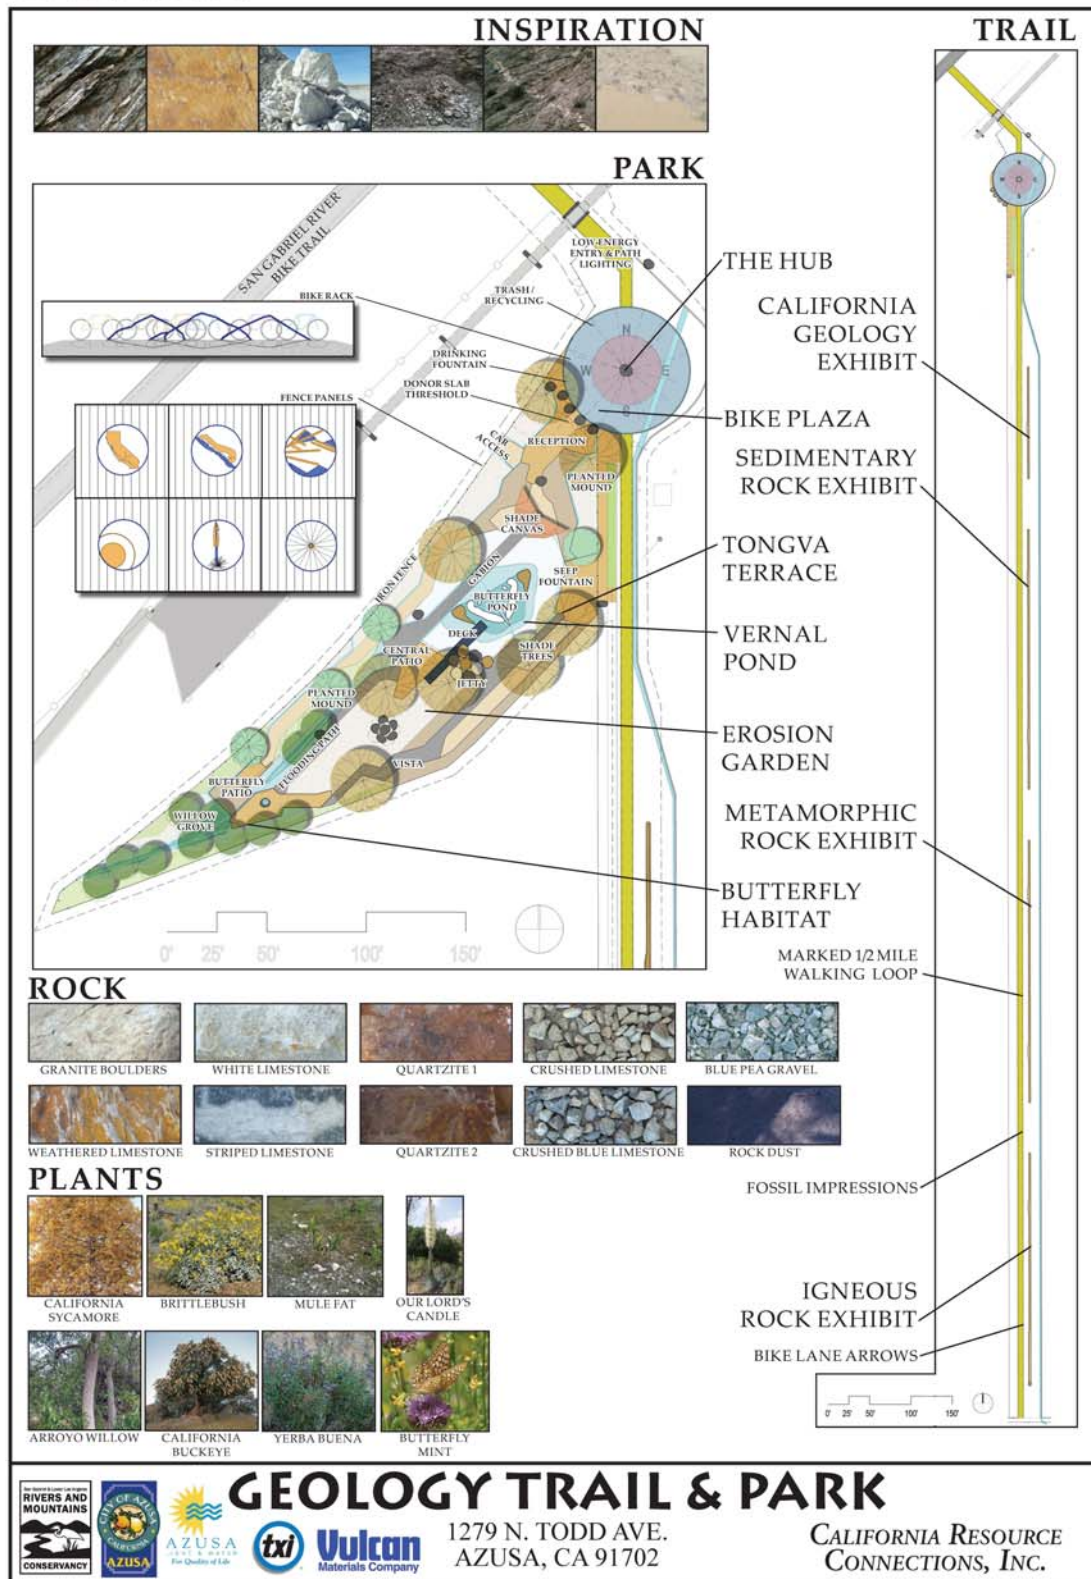 INSPIRATION
TRAIL
PARK
SAN GABRIEL RIVER
BIKE TRAIL
LOW-ENERGY
ENTRY & PATH
LIGHTING
TRASH /
RECYCLING
BIKE RACK
DRINKING
FOUNTAIN
DONOR SLAB
THRESHOLD
FENCE PANELS
CAR
ACCESS
RECEPTION
N
W
E
S
PLANTED
MOUND
SHADE
CANVAS
IRON FENCE
GABION
SEEP
FOUNTAIN
BUTTERFLY
POND
DECK
CENTRAL
PATIO
SHADE
TREES
JETTY
PLANTED
MOUND
FLOODING PATH
VISTA
BUTTERFLY
PATIO
WILLOW
GROVE
0' 25' 50' 100' 150'
THE HUB
CALIFORNIA
GEOLOGY
EXHIBIT
BIKE PLAZA
SEDIMENTARY
ROCK EXHIBIT
TONGVA
TERRACE
VERNAL
POND
EROSION
GARDEN
METAMORPHIC
ROCK EXHIBIT
BUTTERFLY
HABITAT
MARKED 1/2 MILE
WALKING LOOP
FOSSIL IMPRESSIONS
IGNEOUS
ROCK EXHIBIT
BIKE LANE ARROWS
0' 25' 50' 100' 150'
ROCK
GRANITE BOULDERS
WHITE LIMESTONE
QUARTZITE 1
CRUSHED LIMESTONE
BLUE PEA GRAVEL
WEATHERED LIMESTONE
STRIPED LIMESTONE
QUARTZITE 2
CRUSHED BLUE LIMESTONE
ROCK DUST
PLANTS
CALIFORNIA
SYCAMORE
BRITTLEBUSH
MULE FAT
OUR LORD'S
CANDLE
ARROYO WILLOW
CALIFORNIA
BUCKEYE
YERBA BUENA
BUTTERFLY
MINT
RIVERS AND
MOUNTAINS
CONSERVANCY
CITY OF AZUSA
CALIFORNIA
AZUSA
AZUSA
For Quality of Life
txi
Vulcan
Materials Company
GEOLOGY TRAIL & PARK
1279 N. TODD AVE.
AZUSA, CA 91702
CALIFORNIA RESOURCE
CONNECTIONS, INC.